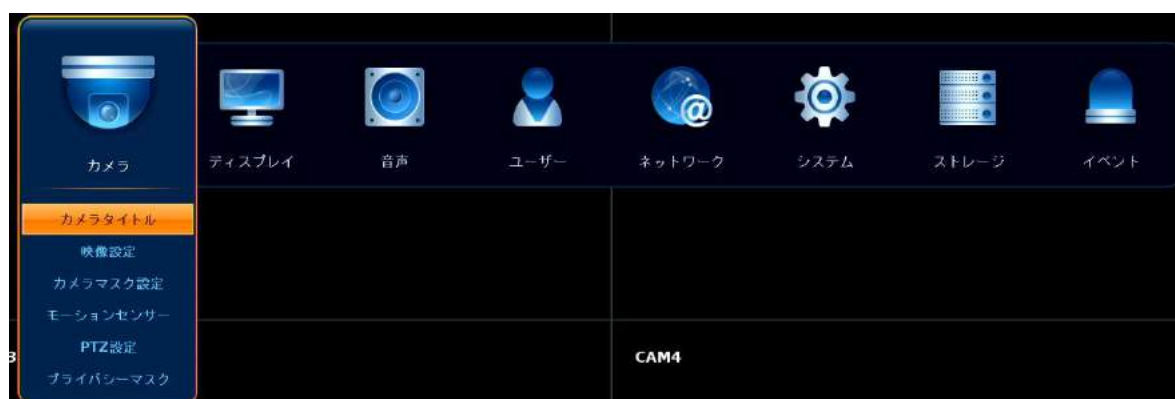 カメラ
ディスプレイ
音声
ユーザー
ネットワーク
システム
ストレージ
イベント
カメラタイトル
映像設定
カメラマスク設定
モーションセンサー
PTZ設定
プライバシーマスク
3
CAM4